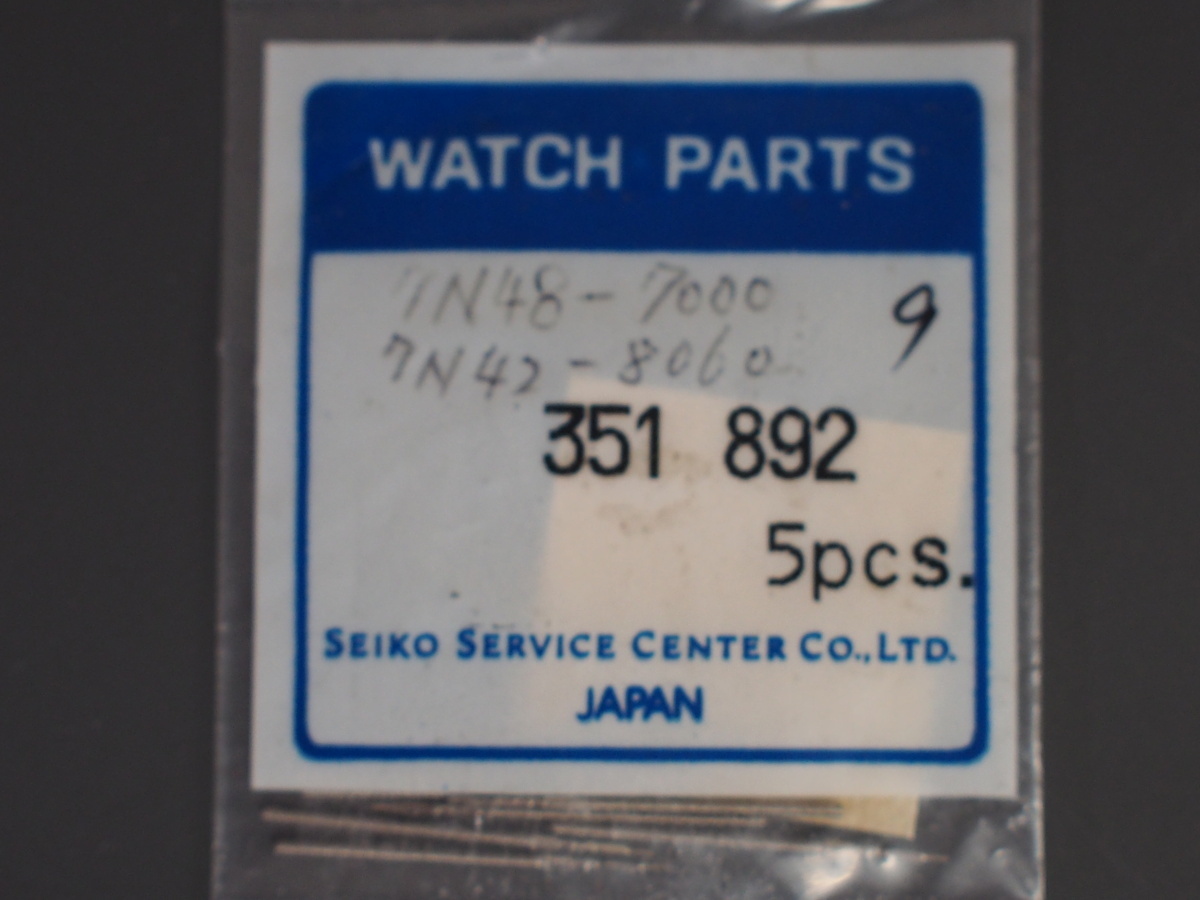 WATCH PARTS
7N48-7000
9
7N42-8060
351 892
5pcs.
SEIKO SERVICE CENTER CO.,LTD.
JAPAN